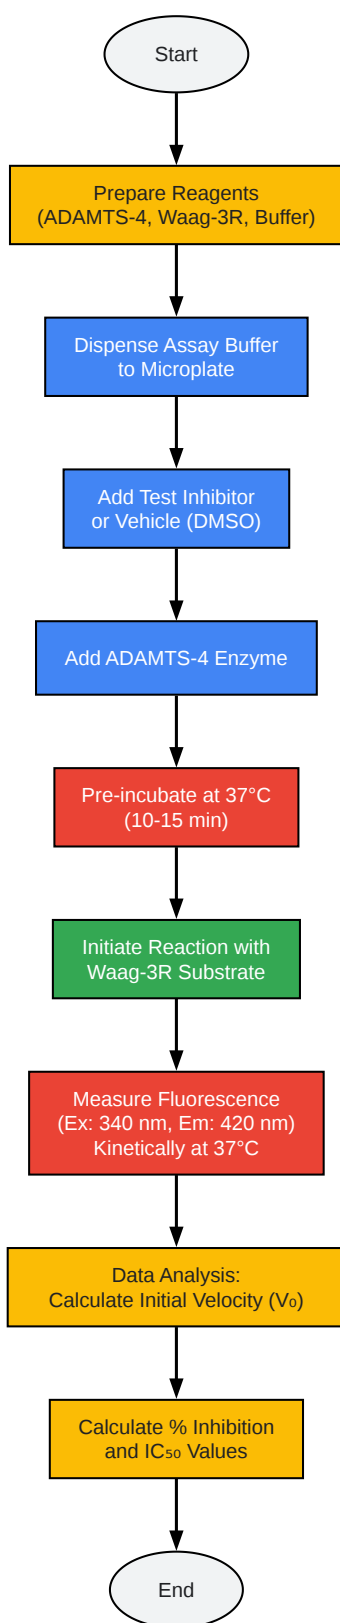 Start
Prepare Reagents
(ADAMTS-4, Waag-3R, Buffer)
Dispense Assay Buffer
to Microplate
Add Test Inhibitor
or Vehicle (DMSO)
Add ADAMTS-4 Enzyme
Pre-incubate at 37°C
(10-15 min)
Initiate Reaction with
Waag-3R Substrate
Measure Fluorescence
(Ex: 340 nm, Em: 420 nm)
Kinetically at 37°C
Data Analysis:
Calculate Initial Velocity (V₀)
Calculate % Inhibition
and IC₅₀ Values
End